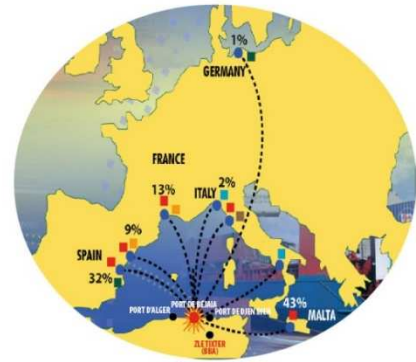 1%
GERMANY
FRANCE
13%
ITALY
2%
9%
SPAIN
32%
PORT D'ALGER
PORT DE BEJAIA
PORT DE DJEN DJEN
43%
MALTA
ZLE TIXTER
(BBA)